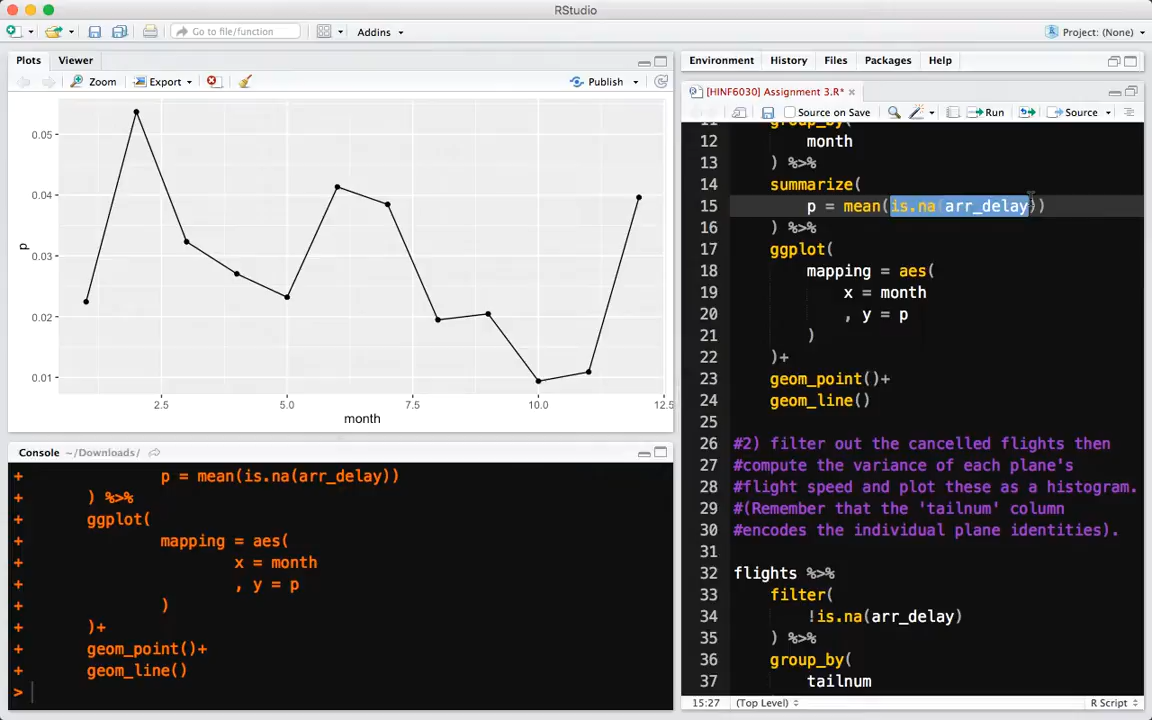 RStudio
Go to file/function
Addins
Project: (None)
Plots Viewer
Zoom Export Publish
0.05
0.04
0.03
0.02
0.01
p
2.5 5.0 7.5 10.0 12.5
month
Console ~/Downloads/
+ p = mean(is.na(arr_delay))
+ ) %>%
+ ggplot(
+ mapping = aes(
+ x = month
+ , y = p
+ )
+ )+
+ geom_point()+
+ geom_line()
>
Environment History Files Packages Help
[HINF6030] Assignment 3.R*
Source on Save Run Source
11 group_by(
12 month
13 ) %>%
14 summarize(
15 p = mean(is.na(arr_delay))
16 ) %>%
17 ggplot(
18 mapping = aes(
19 x = month
20 , y = p
21 )
22 )+
23 geom_point()+
24 geom_line()
25
26 #2) filter out the cancelled flights then
27 #compute the variance of each plane's
28 #flight speed and plot these as a histogram.
29 #(Remember that the 'tailnum' column
30 #encodes the individual plane identities).
31
32 flights %>%
33 filter(
34 !is.na(arr_delay)
35 ) %>%
36 group_by(
37 tailnum
15:27 (Top Level) R Script